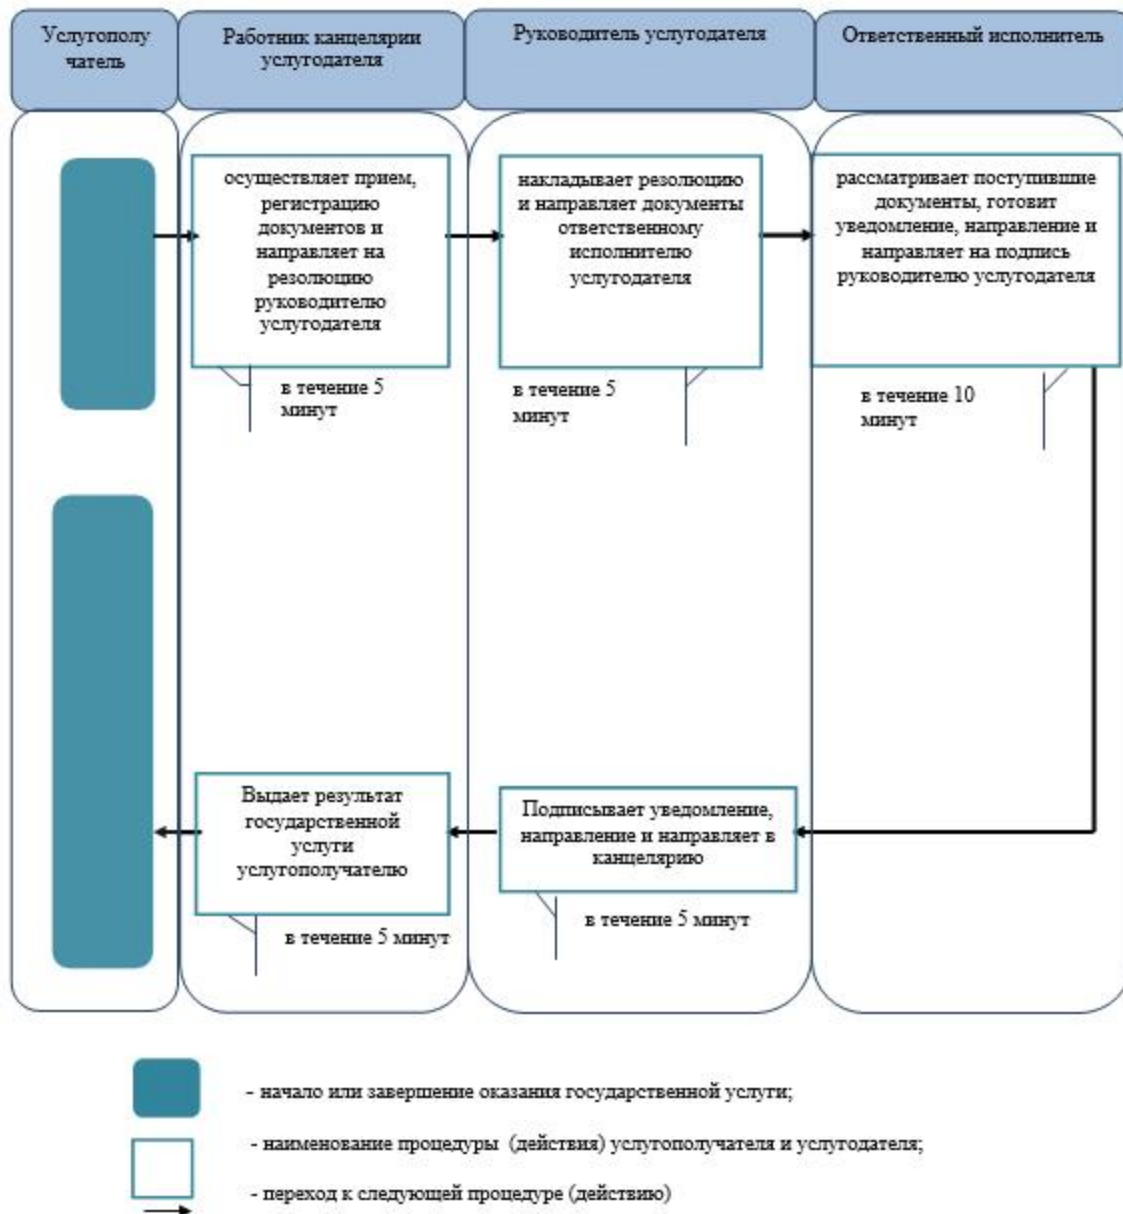 Услугополу
чатель
Работник канцелярии
услугодателя
Руководитель услугодателя
Ответственный исполнитель
осуществляет прием,
регистрацию
документов и
направляет на
резолюцию
руководителю
услугодателя
накладывает резолюцию
и направляет документы
ответственному
исполнителю
услугодателя
рассматривает поступившие
документы, готовит
уведомление, направление и
направляет на подпись
руководителю услугодателя
в течение 5
минут
в течение 5
минут
в течение 10
минут
Выдает результат
государственной
услуги
услугополучателю
Подписывает уведомление,
направление и направляет в
канцелярию
в течение 5 минут
в течение 5 минут
- начало или завершение оказания государственной услуги;
- наименование процедуры (действия) услугополучателя и услугодателя;
- переход к следующей процедуре (действию)